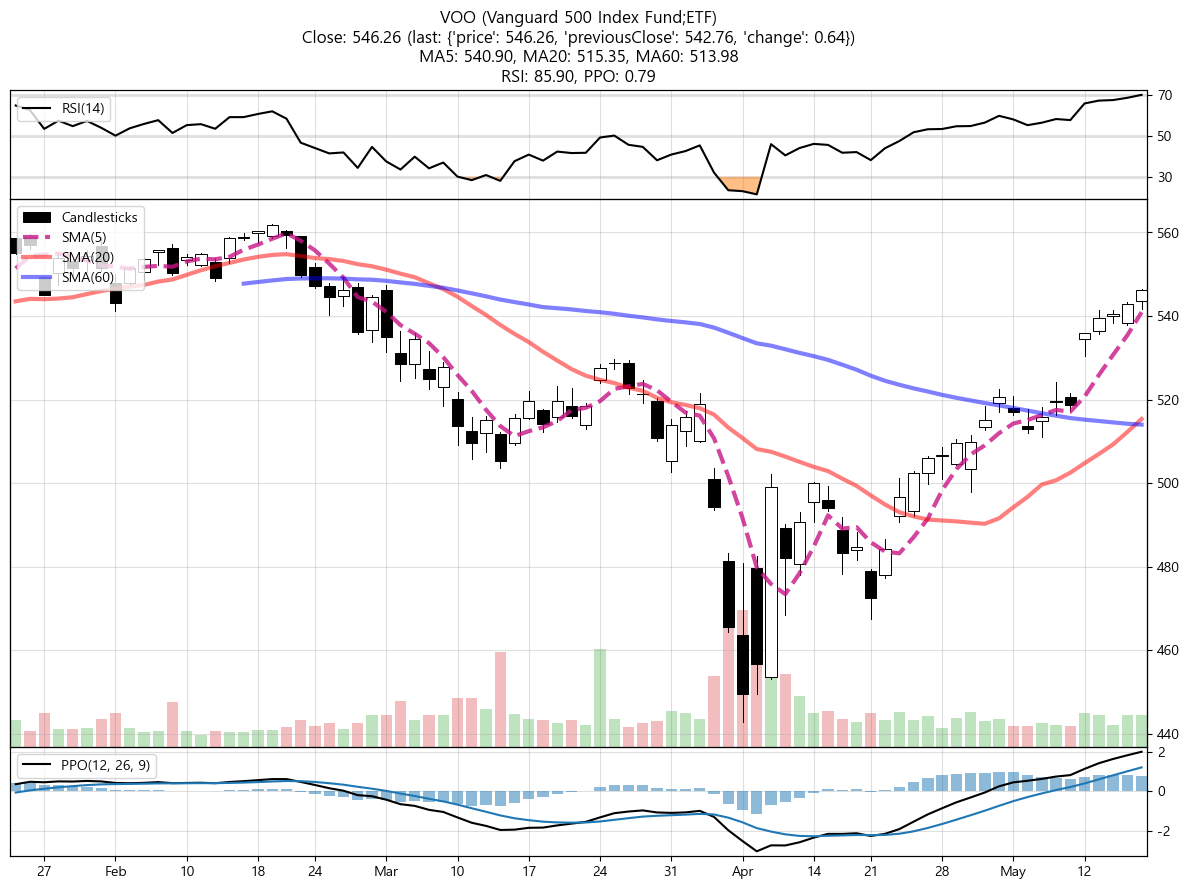 VOO (Vanguard 500 Index Fund;ETF)
Close: 546.26 (last: {'price': 546.26, 'previousClose': 542.76, 'change': 0.64})
MA5: 540.90, MA20: 515.35, MA60: 513.98
RSI: 85.90, PPO: 0.79
RSI(14)
70
50
30
Candlesticks
SMA(5)
SMA(20)
SMA(60)
560
540
520
500
480
460
440
PPO(12, 26, 9)
2
0
-2
27 Feb 10 18 24 Mar 10 17 24 31 Apr 14 21 28 May 12